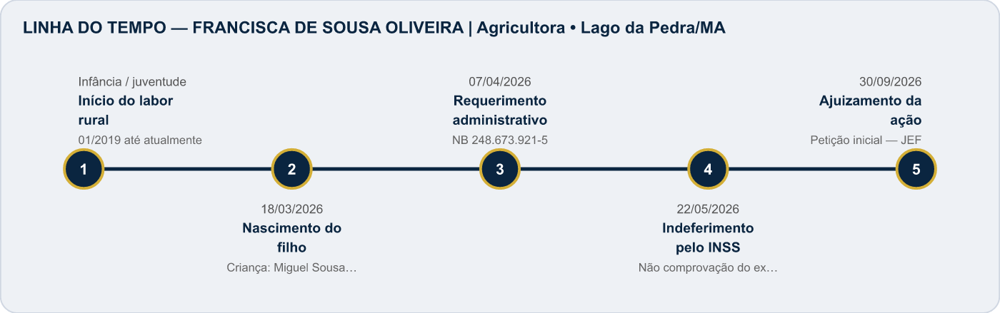 LINHA DO TEMPO — FRANCISCA DE SOUSA OLIVEIRA | Agricultora • Lago da Pedra/MA
Infância / juventude
Início do labor
rural
01/2019 até atualmente
07/04/2026
Requerimento
administrativo
NB 248.673.921-5
30/09/2026
Ajuizamento da
ação
Petição inicial — JEF
1
2
3
4
5
18/03/2026
Nascimento do
filho
Criança: Miguel Sousa…
22/05/2026
Indeferimento
pelo INSS
Não comprovação do ex…